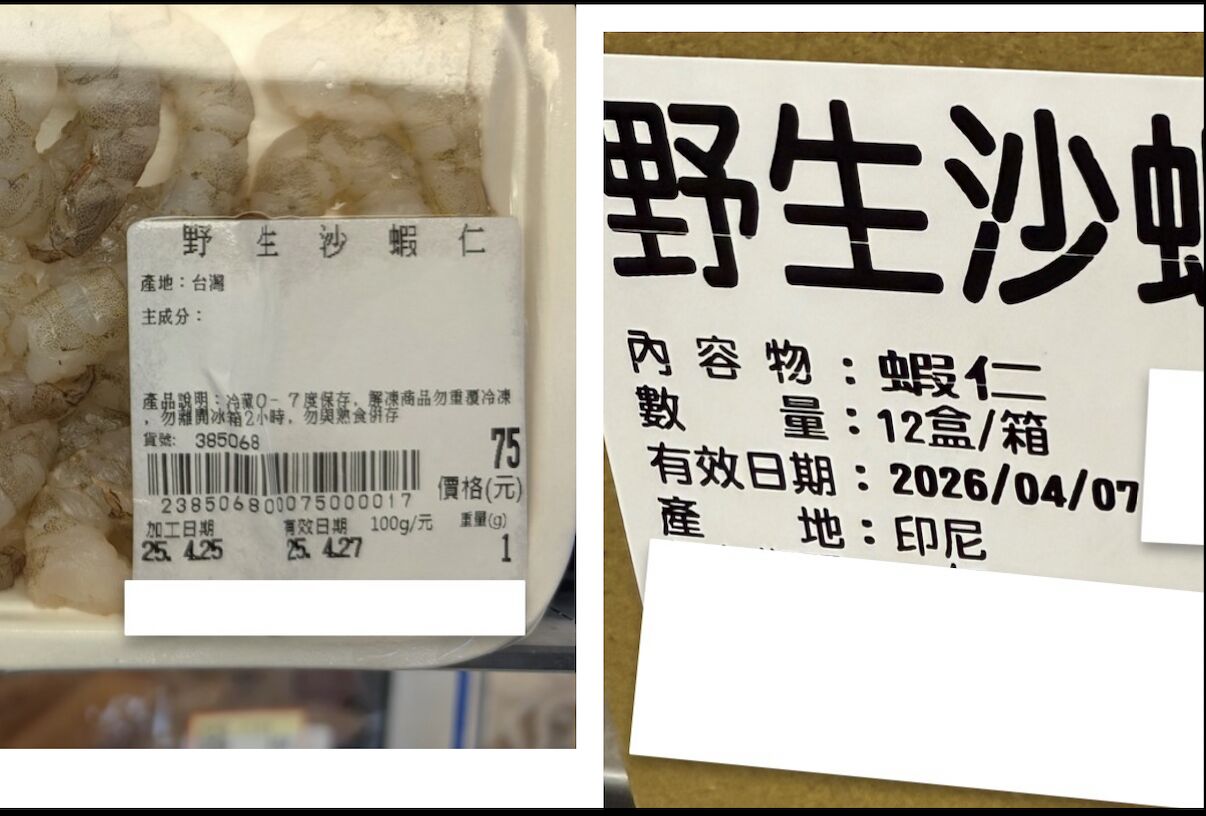 野生沙蝦仁
產地：台灣
主成分：
產品說明：冷藏0-7度保存，解凍商品勿重覆冷凍
，勿離開冰箱2小時，勿與熟食併存
貨號: 385068
75
238506800075000017
價格(元)
加工日期 有效日期 100g/元 重量(g)
25. 4.25 25. 4.27 1
野生沙蝦
內容物：蝦仁
數量：12盒/箱
有效日期：2026/04/07
產地：印尼